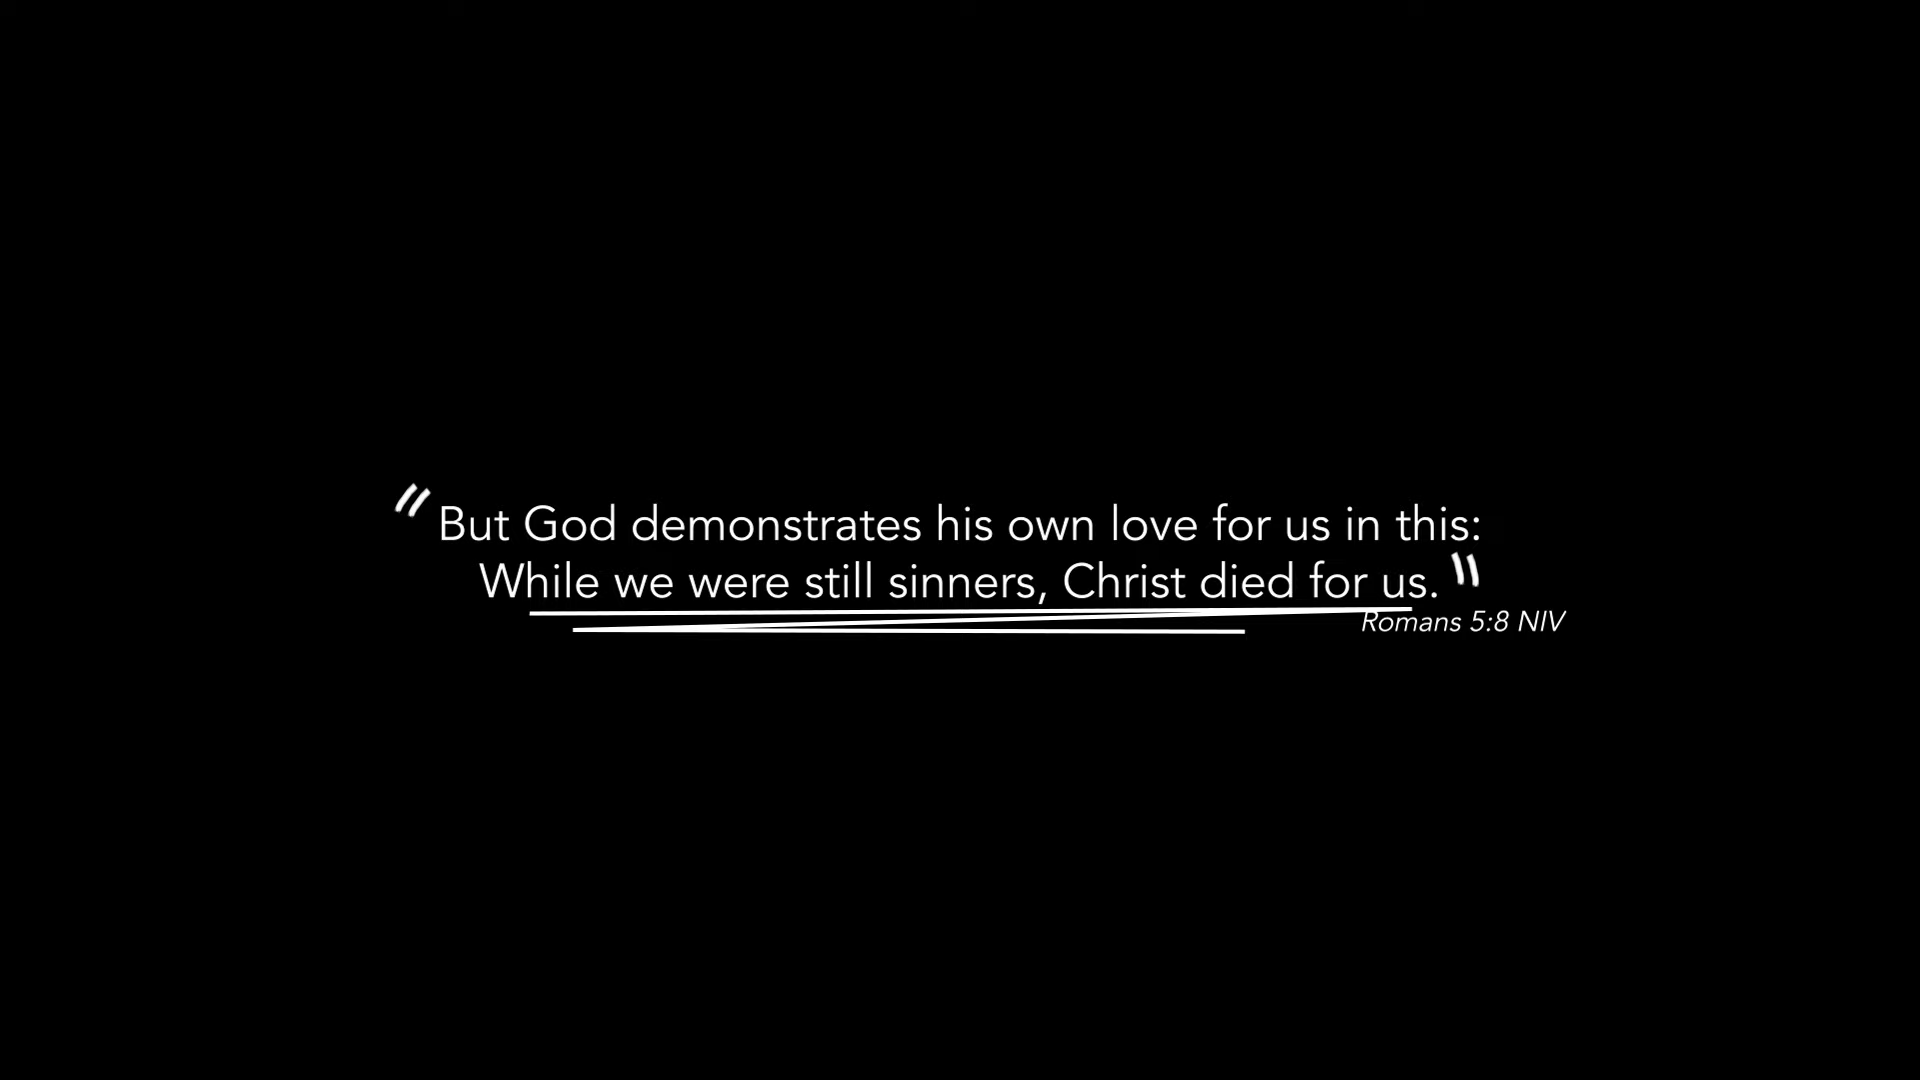 "But God demonstrates his own love for us in this:
While we were still sinners, Christ died for us."
Romans 5:8 NIV